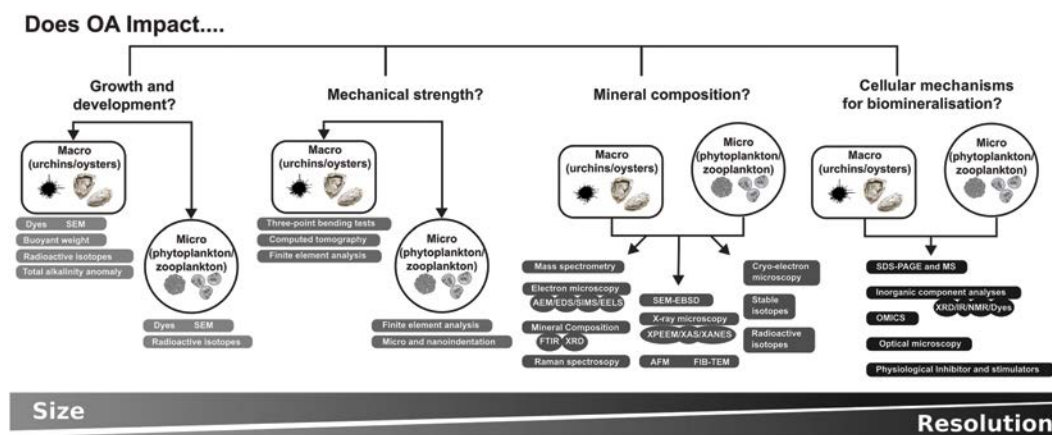 Does OA Impact....
Growth and
development?
Macro
(urchins/oysters)
Dyes SEM
Buoyant weight
Radioactive isotopes
Total alkalinity anomaly
Micro
(phytoplankton/
zooplankton)
Dyes SEM
Radioactive isotopes
Mechanical strength?
Macro
(urchins/oysters)
Three-point bending tests
Computed tomography
Finite element analysis
Micro
(phytoplankton/
zooplankton)
Finite element analysis
Micro and nanoindentation
Mineral composition?
Macro
(urchins/oysters)
Micro
(phytoplankton/
zooplankton)
Mass spectrometry
Electron microscopy
AEM/EDS/SIMS/EELS
Mineral Composition
FTIR XRD
Raman spectrosopy
SEM-EBSD
X-ray microscopy
XPEEM/XAS/XANES
AFM FIB-TEM
Cryo-electron
microscopy
Stable
isotopes
Radioactive
isotopes
Cellular mechanisms
for biomineralisation?
Macro
(urchins/oysters)
Micro
(phytoplankton/
zooplankton)
SDS-PAGE and MS
Inorganic component analyses
XRD/IR/NMR/Dyes
OMICS
Optical microscopy
Physiological Inhibitor and stimulators
Size
Resolution